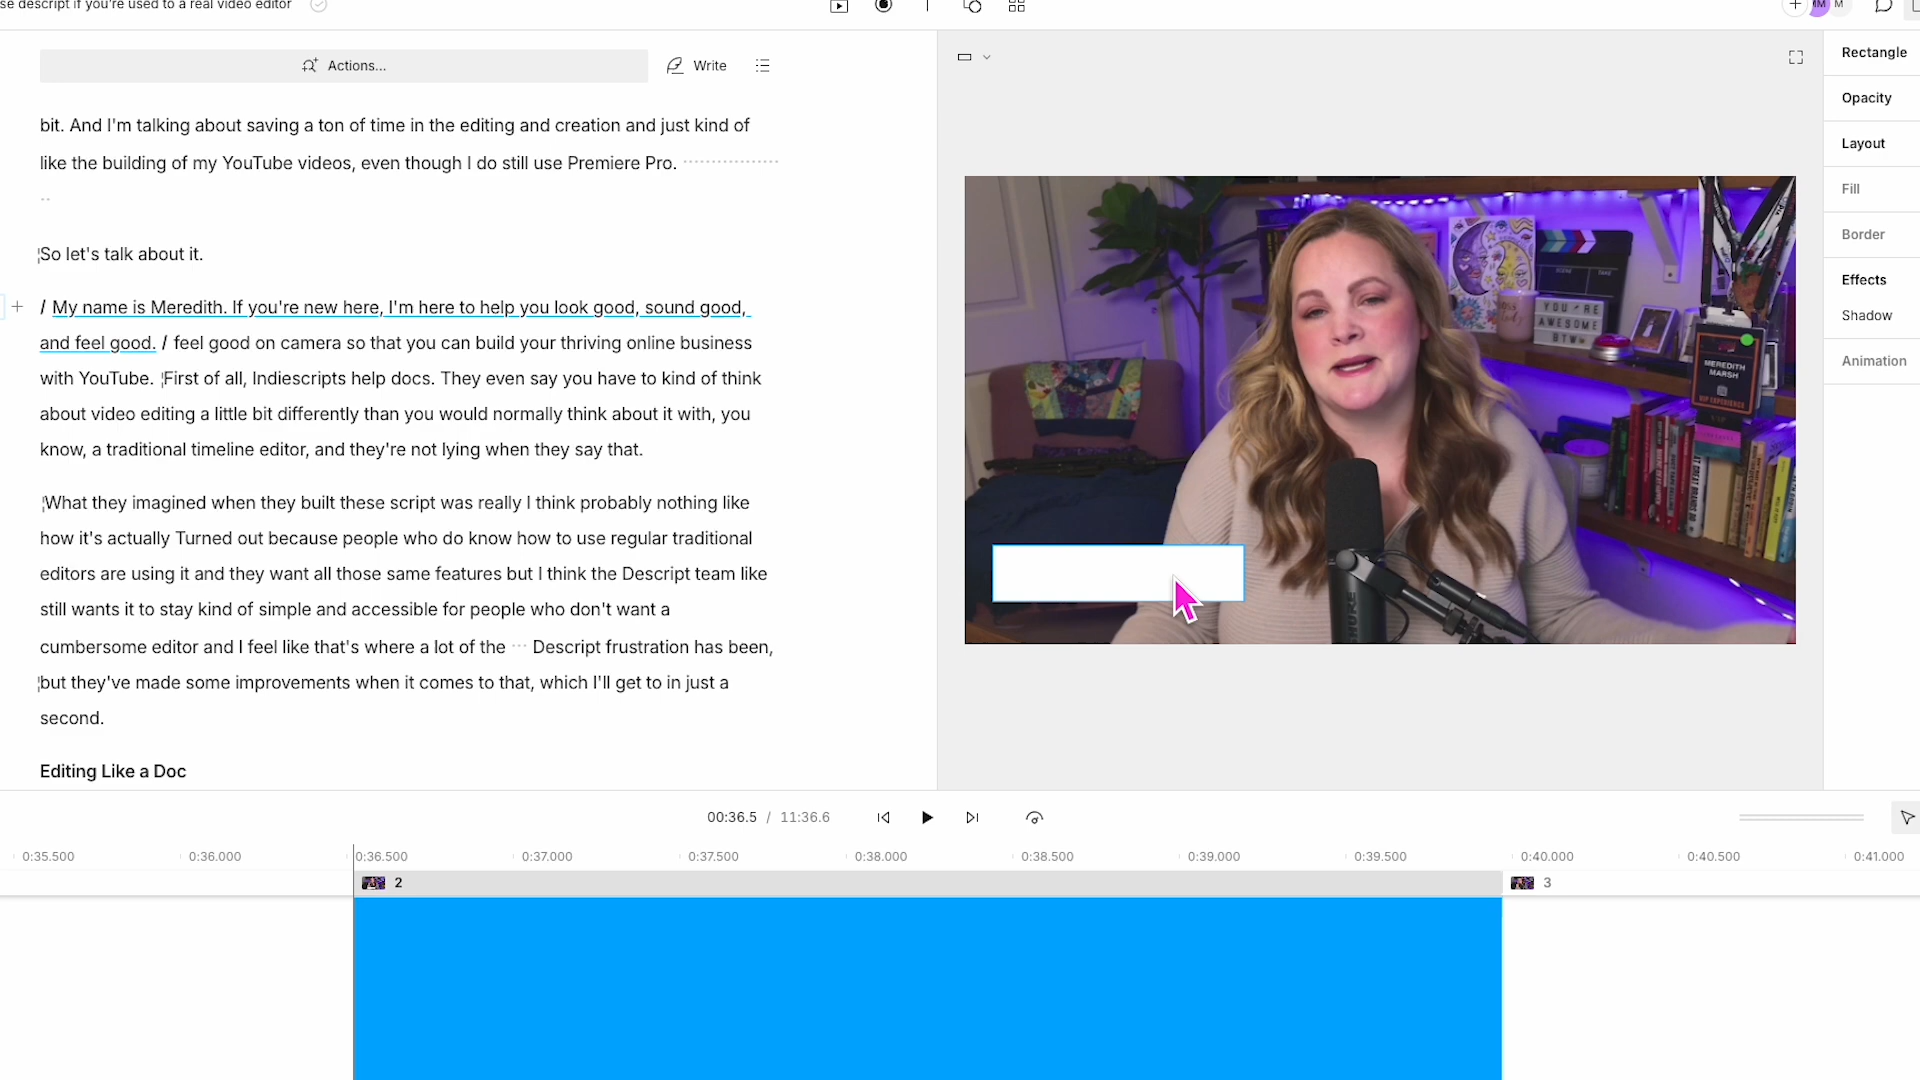 se descript if you're used to a real video editor
MM
M
Actions...
Write
bit. And I'm talking about saving a ton of time in the editing and creation and just kind of
like the building of my YouTube videos, even though I do still use Premiere Pro.
So let's talk about it.
/ My name is Meredith. If you're new here, I'm here to help you look good, sound good,
and feel good. / feel good on camera so that you can build your thriving online business
with YouTube. First of all, Indiescripts help docs. They even say you have to kind of think
about video editing a little bit differently than you would normally think about it with, you
know, a traditional timeline editor, and they're not lying when they say that.
What they imagined when they built these script was really I think probably nothing like
how it's actually Turned out because people who do know how to use regular traditional
editors are using it and they want all those same features but I think the Descript team like
still wants it to stay kind of simple and accessible for people who don't want a
cumbersome editor and I feel like that's where a lot of the ··· Descript frustration has been,
but they've made some improvements when it comes to that, which I'll get to in just a
second.
Editing Like a Doc
YOU ARE
AWESOME
BTW
MEREDITH
MARSH
VIP EXPERIENCE
SHURE
Rectangle
Opacity
Layout
Fill
Border
Effects
Shadow
Animation
00:36.5 / 11:36.6
0:35.500 0:36.000 0:36.500 0:37.000 0:37.500 0:38.000 0:38.500 0:39.000 0:39.500 0:40.000 0:40.500 0:41.000
2
3